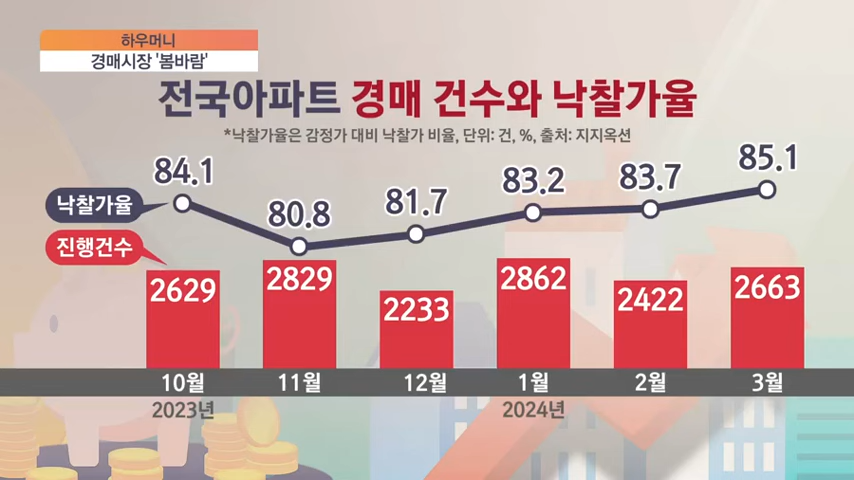 하우머니
경매시장 '봄바람'
전국아파트 경매 건수와 낙찰가율
*낙찰가율은 감정가 대비 낙찰가 비율, 단위: 건, %, 출처: 지지옥션
84.1 80.8 81.7 83.2 83.7 85.1
낙찰가율
진행건수
2629 2829 2233 2862 2422 2663
10월 11월 12월 1월 2월 3월
2023년 2024년